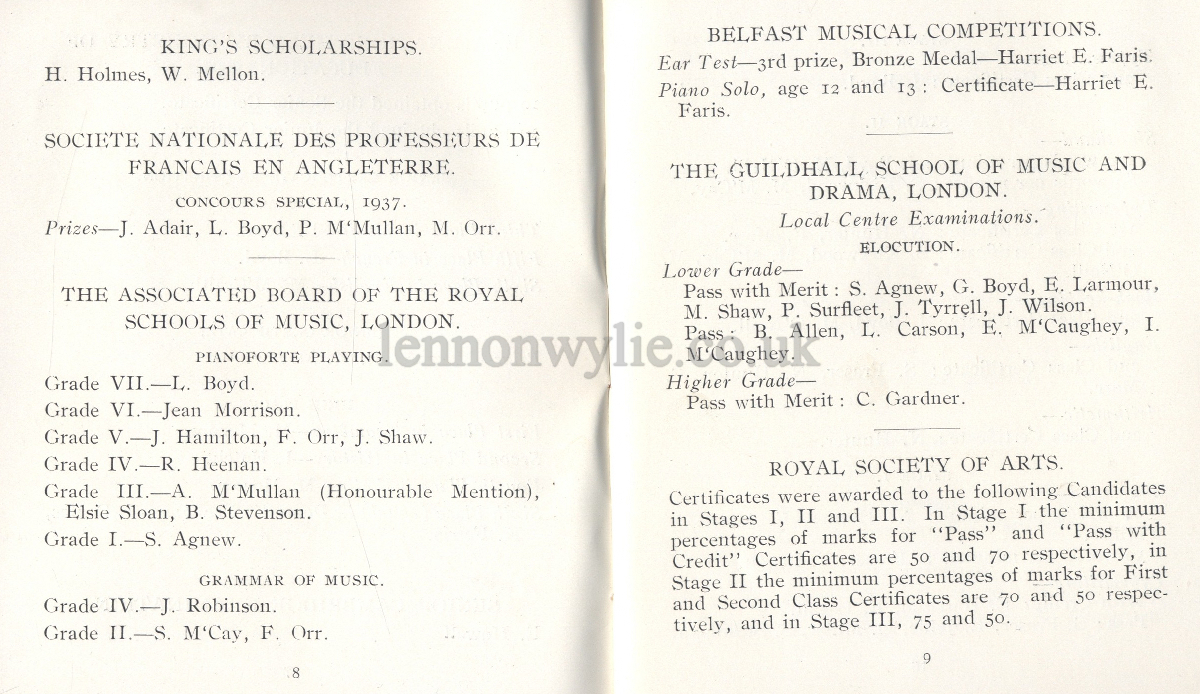 KING'S SCHOLARSHIPS.
H. Holmes, W. Mellon.
SOCIETE NATIONALE DES PROFESSEURS DE
FRANCAIS EN ANGLETERRE.
CONCOURS SPECIAL, 1937.
Prizes—J. Adair, L. Boyd, P. M'Mullan, M. Orr.
THE ASSOCIATED BOARD OF THE ROYAL
SCHOOLS OF MUSIC, LONDON.
PIANOFORTE PLAYING.
Grade VII.—L. Boyd.
Grade VI.—Jean Morrison.
Grade V.—J. Hamilton, F. Orr, J. Shaw.
Grade IV.—R. Heenan.
Grade III.—A. M'Mullan (Honourable Mention),
Elsie Sloan, B. Stevenson.
Grade I.—S. Agnew.
GRAMMAR OF MUSIC.
Grade IV.—J. Robinson.
Grade II.—S. M'Cay, F. Orr.
8
BELFAST MUSICAL COMPETITIONS.
Ear Test—3rd prize, Bronze Medal—Harriet E. Faris.
Piano Solo, age 12 and 13 : Certificate—Harriet E.
Faris.
THE GUILDHALL SCHOOL OF MUSIC AND
DRAMA, LONDON.
Local Centre Examinations.
ELOCUTION.
Lower Grade—
Pass with Merit : S. Agnew, G. Boyd, E. Larmour,
M. Shaw, P. Surfleet, J. Tyrrell, J. Wilson.
Pass : B. Allen, L. Carson, E. M'Caughey, I.
M'Caughey.
Higher Grade—
Pass with Merit : C. Gardner.
ROYAL SOCIETY OF ARTS.
Certificates were awarded to the following Candidates
in Stages I, II and III. In Stage I the minimum
percentages of marks for "Pass" and "Pass with
Credit" Certificates are 50 and 70 respectively, in
Stage II the minimum percentages of marks for First
and Second Class Certificates are 70 and 50 respec-
tively, and in Stage III, 75 and 50.
9
lennonwylie.co.uk